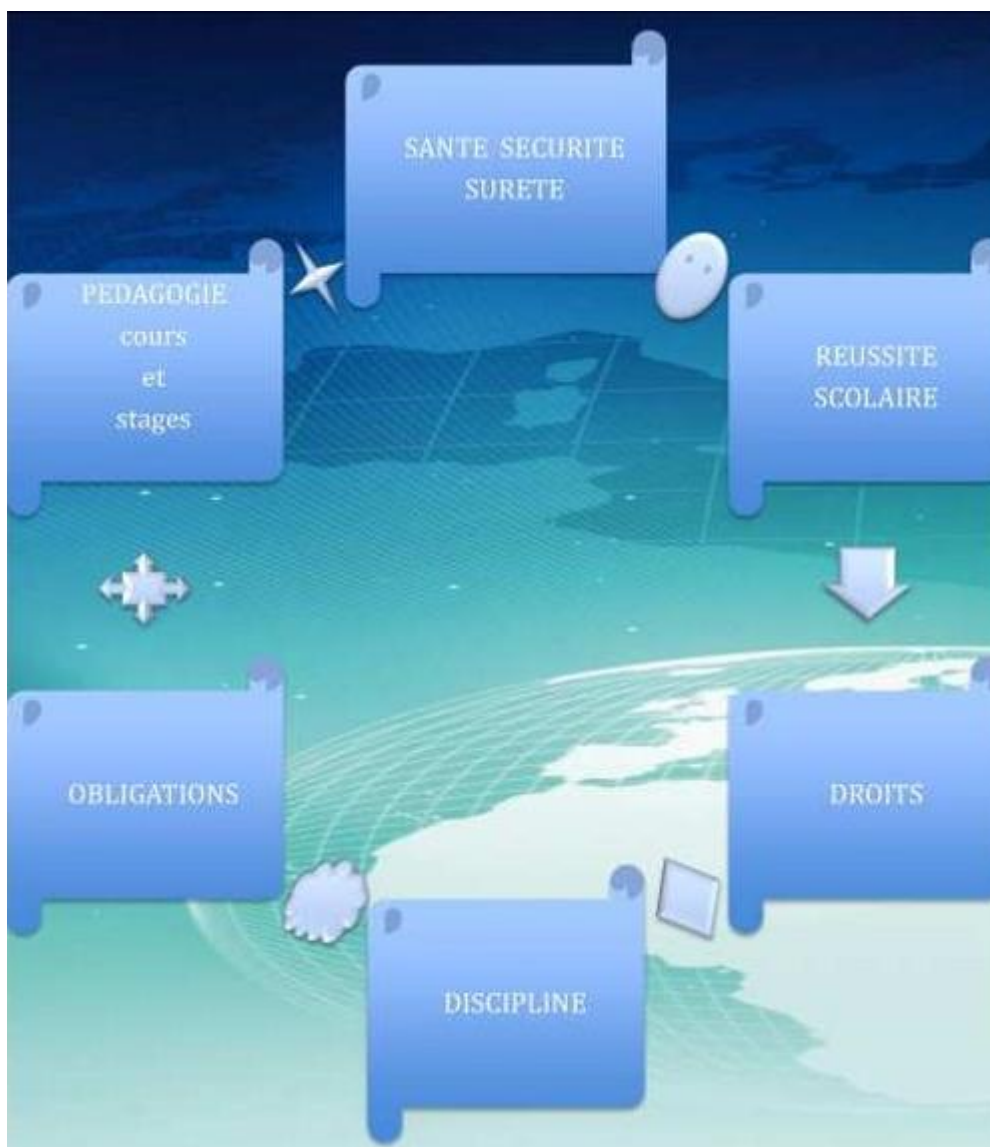 SANTE SECURITE
SURETE
PEDAGOGIE
cours
et
stages
REUSSITE
SCOLAIRE
OBLIGATIONS
DROITS
DISCIPLINE